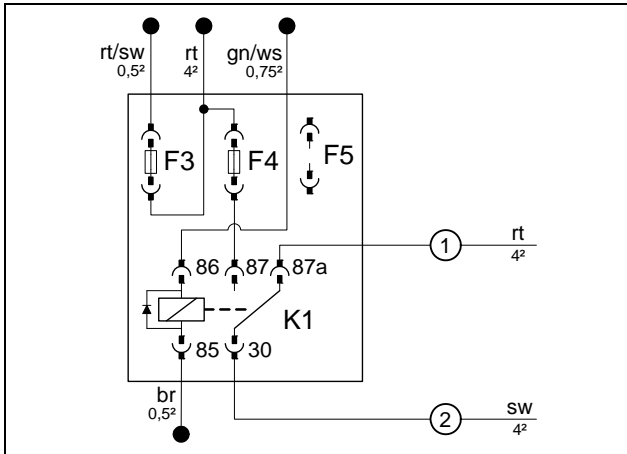 rt/sw rt gn/ws
0,5² 4² 0,75²
F3 F4 F5
86 87 87a
1 rt
4²
K1
85 30
br
0,5²
2 sw
4²